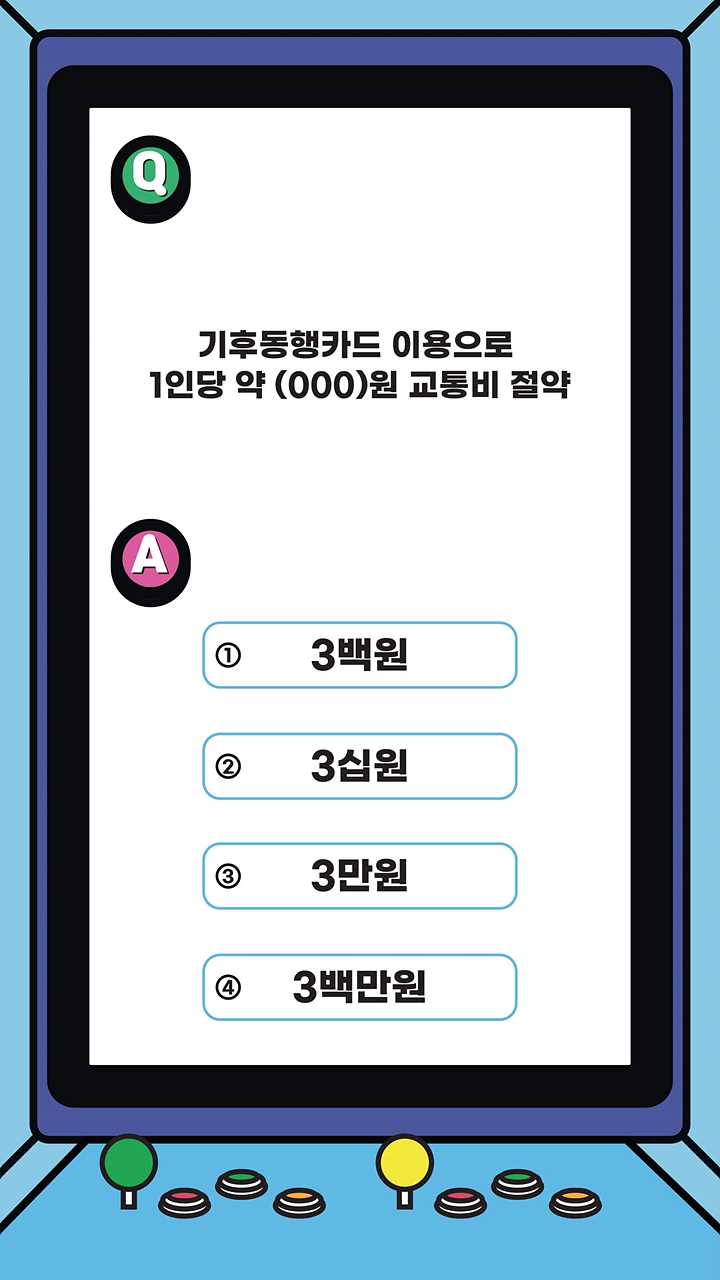 Q
기후동행카드 이용으로
1인당 약 (000)원 교통비 절약
A
① 3백원
② 3십원
③ 3만원
④ 3백만원